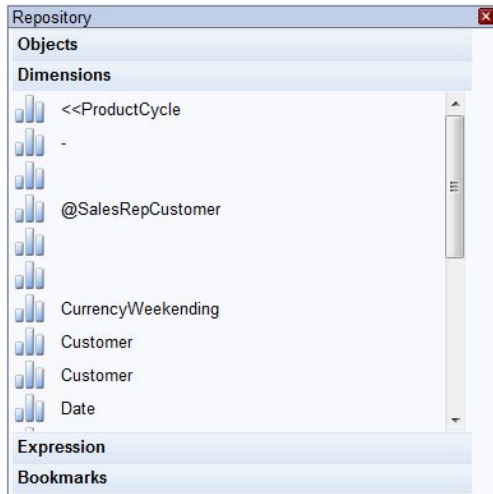 Repository
Objects
Dimensions
<<ProductCycle
-
@SalesRepCustomer
CurrencyWeekending
Customer
Customer
Date
Expression
Bookmarks